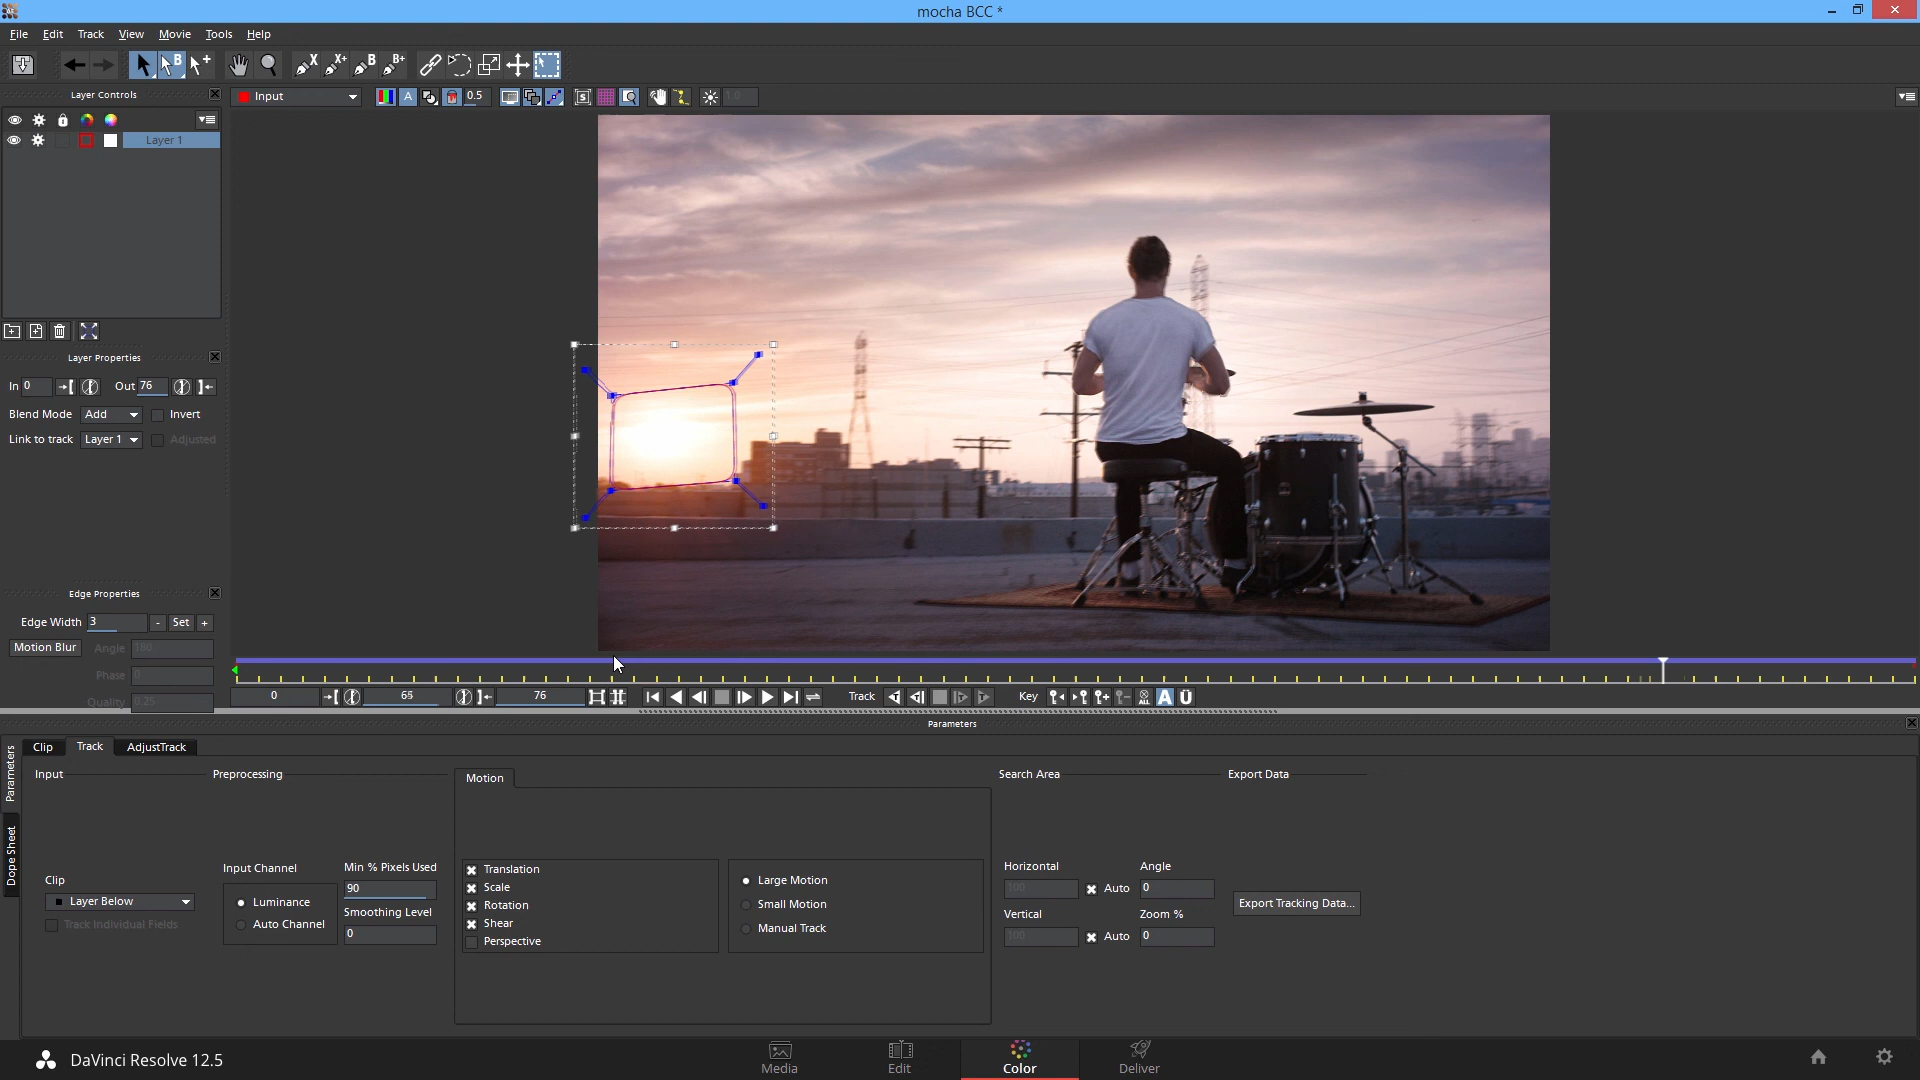 mocha BCC *
File Edit Track View Movie Tools Help
Layer Controls
Input
A
0.5
1.0
Layer 1
Layer Properties
In 0 Out 76
Blend Mode Add Invert
Link to track Layer 1 Adjusted
Edge Properties
Edge Width 3 - Set +
Motion Blur Angle 180
Phase 0
Quality 0.25
0 65 76 Track Key ALL A Ü
Parameters
Clip Track AdjustTrack
Parameters
Dope Sheet
Input Preprocessing Motion Search Area Export Data
Input Channel Min % Pixels Used
90
Clip
Layer Below
Track Individual Fields
Luminance
Auto Channel
Smoothing Level
0
Translation
Scale
Rotation
Shear
Perspective
Large Motion
Small Motion
Manual Track
Horizontal Angle
100 Auto 0
Vertical Zoom %
100 Auto 0
Export Tracking Data...
DaVinci Resolve 12.5
Media Edit Color Deliver